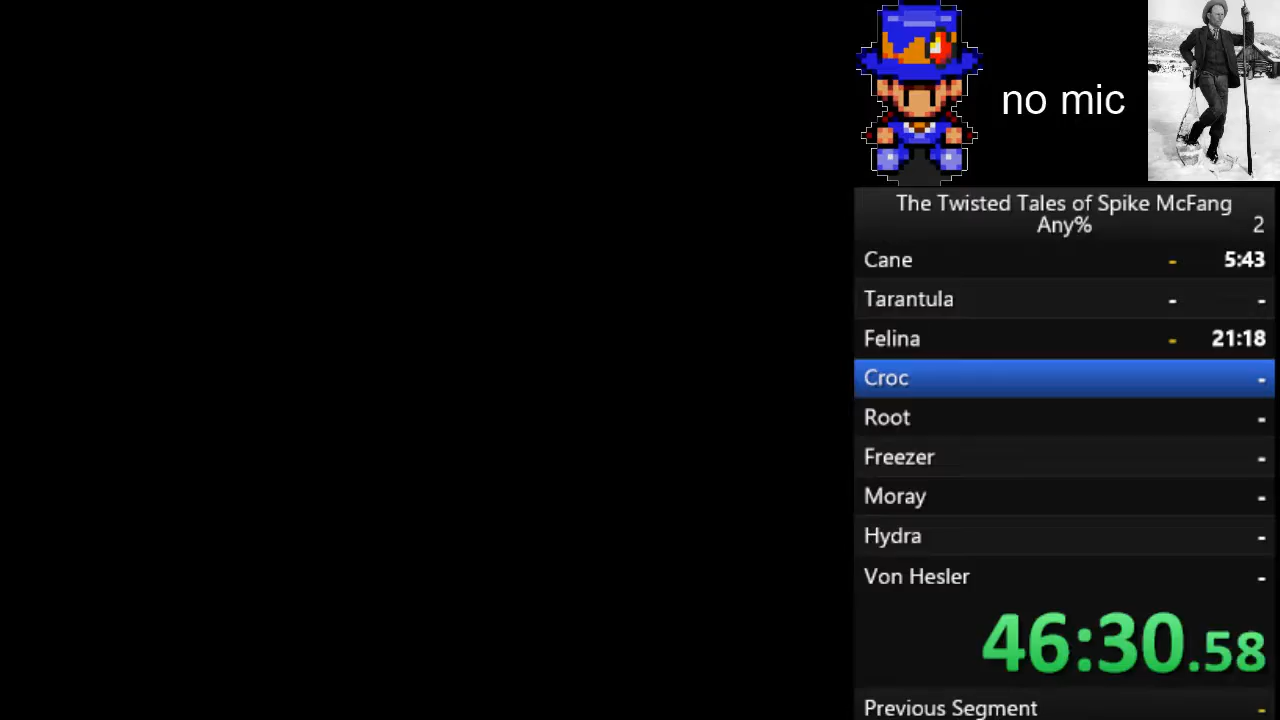 no mic
The Twisted Tales of Spike McFang
Any% 2
Cane - 5:43
Tarantula - -
Felina - 21:18
Croc -
Root -
Freezer -
Moray -
Hydra -
Von Hesler -
46:30.58
Previous Segment -